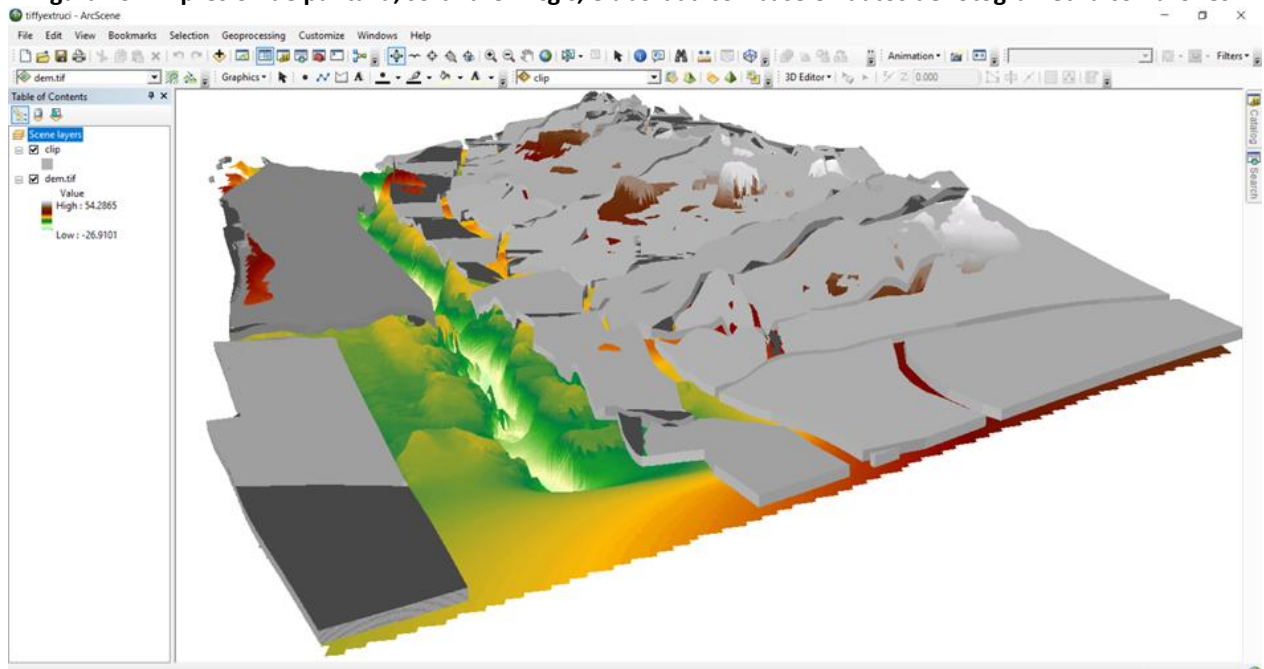 tiffyextruci - ArcScene
File Edit View Bookmarks Selection Geoprocessing Customize Windows Help
Animation
Filters
dem.tif
Graphics
A
A
clip
3D Editor
Z 0.000
Table of Contents
Scene layers
clip
dem.tif
Value
High : 54.2865
Low : -26.9101
Catalog
Search